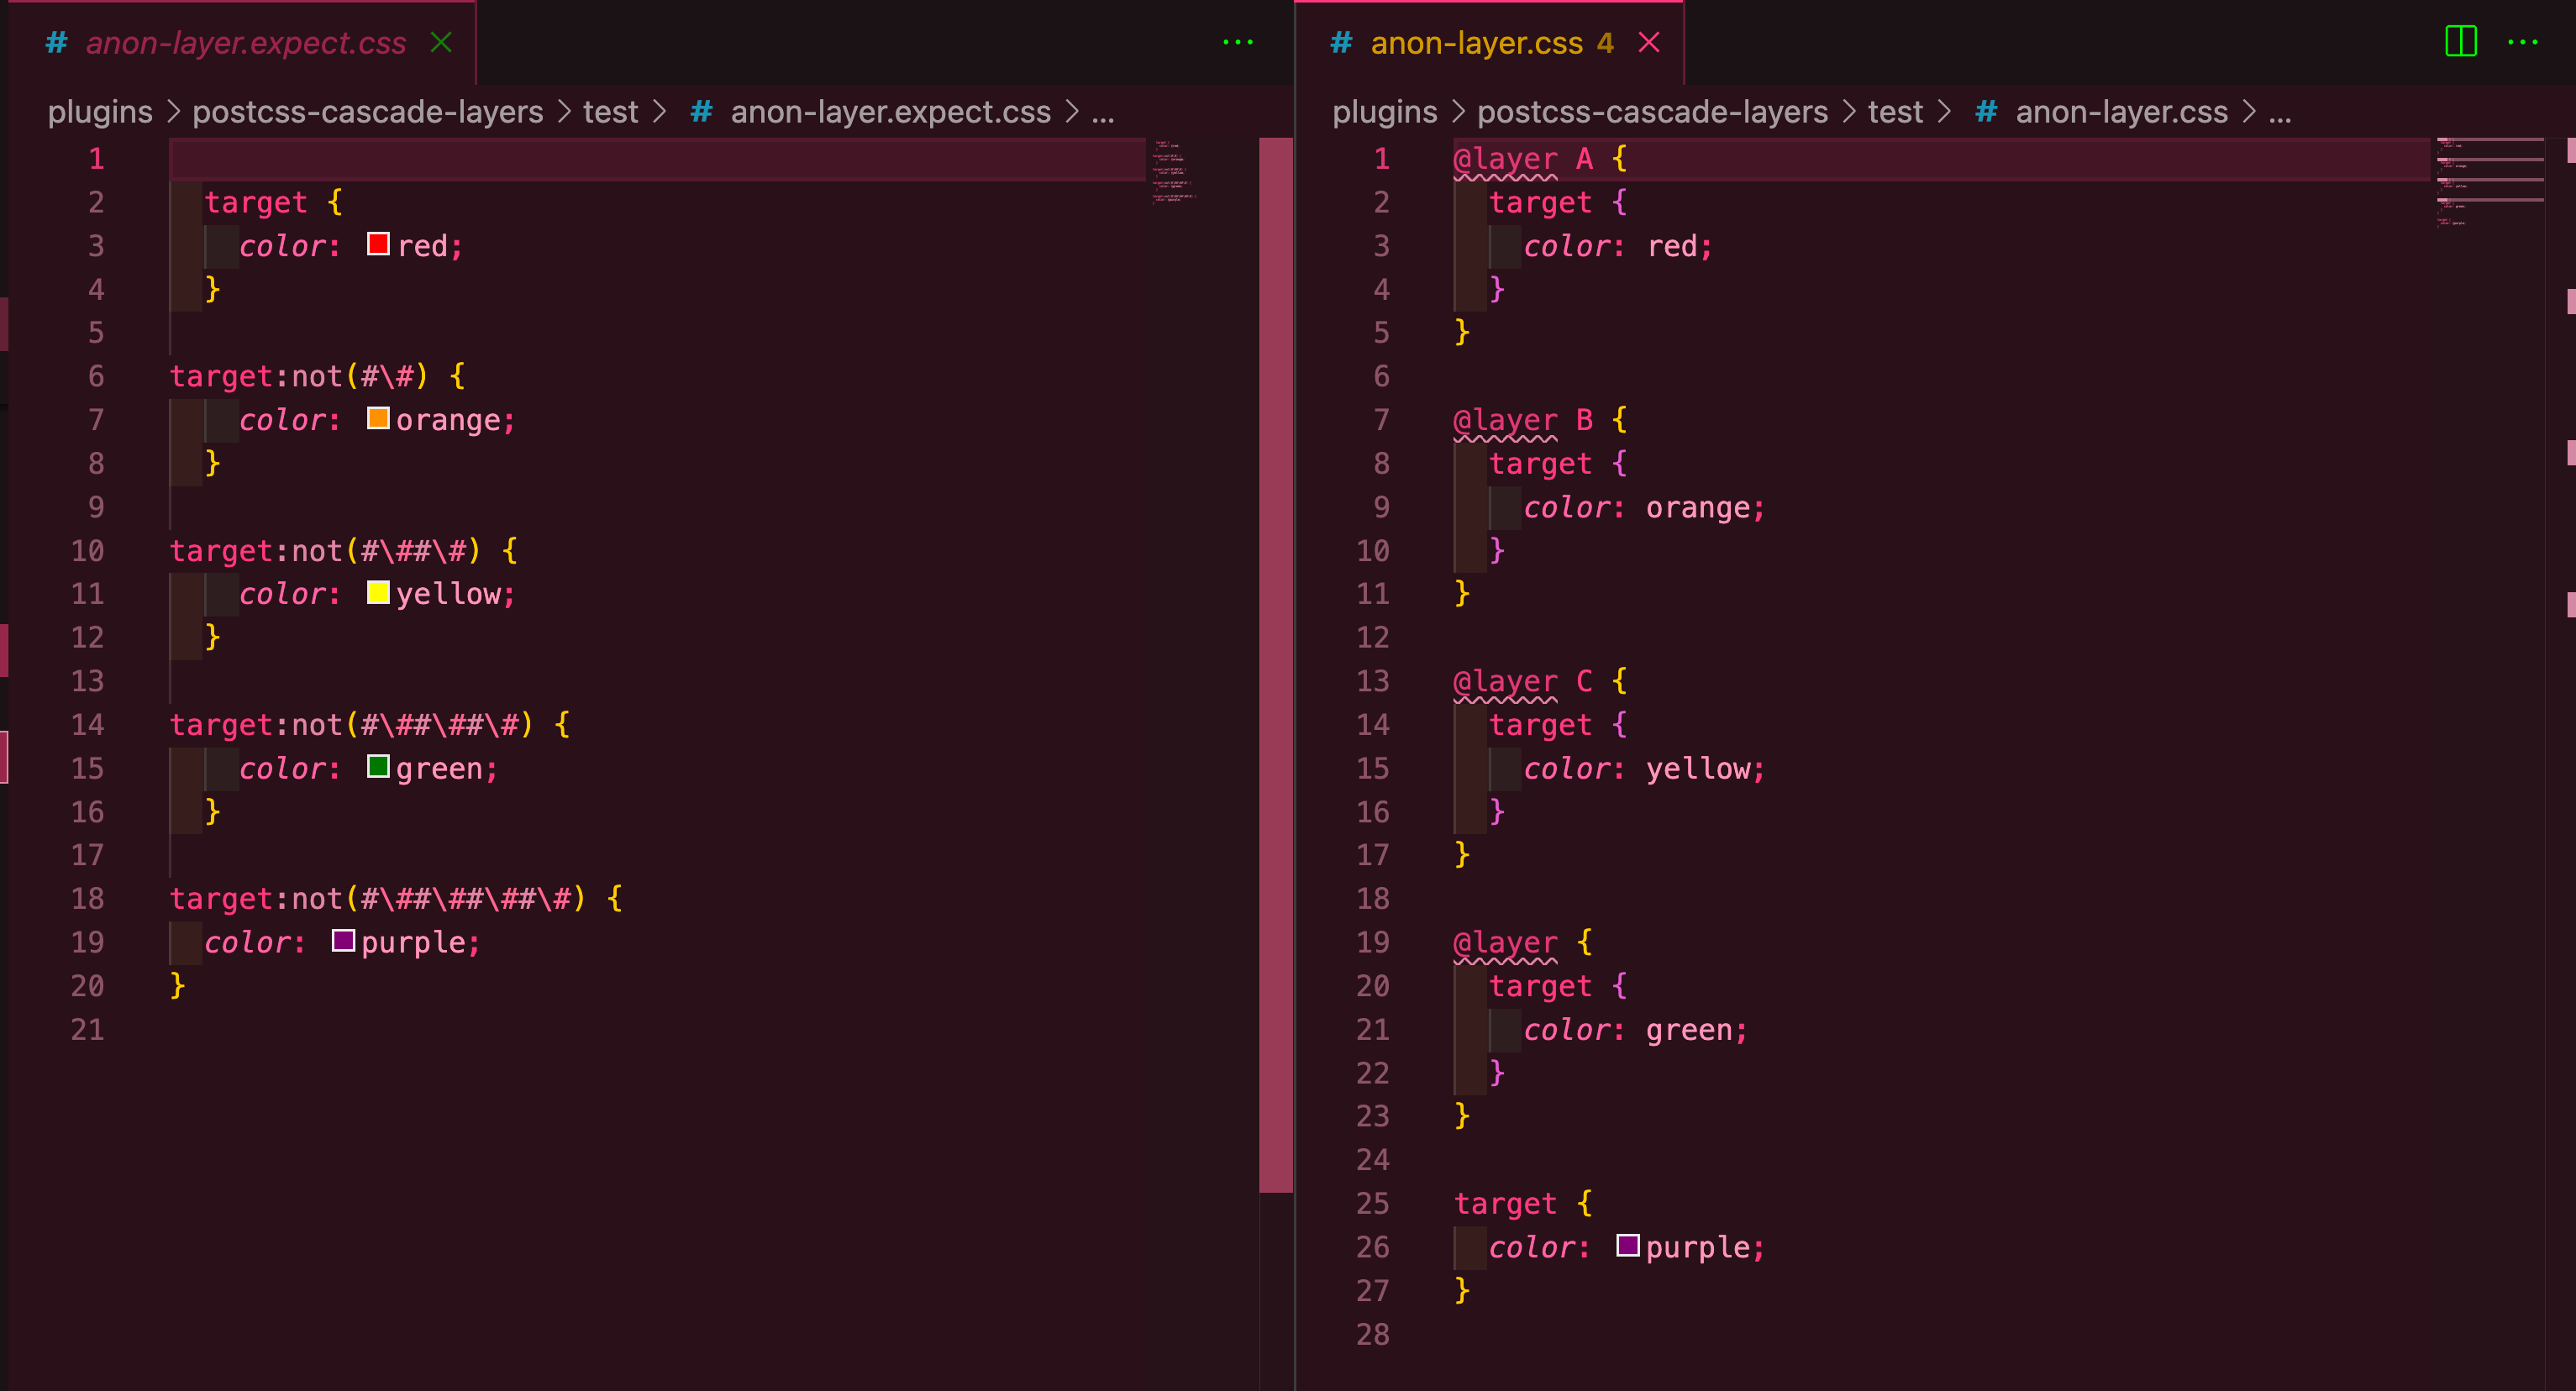 # anon-layer.expect.css
plugins > postcss-cascade-layers > test > # anon-layer.expect.css > ...
1
2 target {
3 color: red;
4 }
5
6 target:not(#\#) {
7 color: orange;
8 }
9
10 target:not(#\##\#) {
11 color: yellow;
12 }
13
14 target:not(#\##\##\#) {
15 color: green;
16 }
17
18 target:not(#\##\##\##\#) {
19 color: purple;
20 }
21
# anon-layer.css 4
plugins > postcss-cascade-layers > test > # anon-layer.css > ...
1 @layer A {
2 target {
3 color: red;
4 }
5 }
6
7 @layer B {
8 target {
9 color: orange;
10 }
11 }
12
13 @layer C {
14 target {
15 color: yellow;
16 }
17 }
18
19 @layer {
20 target {
21 color: green;
22 }
23 }
24
25 target {
26 color: purple;
27 }
28